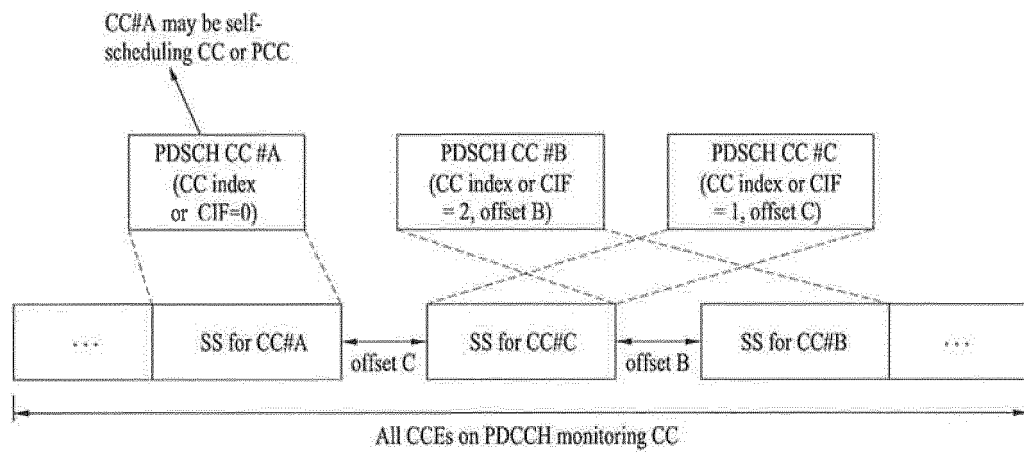 CC#A may be self-
scheduling CC or PCC
PDSCH CC #A
(CC index
or CIF=0)
PDSCH CC #B
(CC index or CIF
= 2, offset B)
PDSCH CC #C
(CC index or CIF
= 1, offset C)
...
SS for CC#A
offset C
SS for CC#C
offset B
SS for CC#B
...
All CCEs on PDCCH monitoring CC